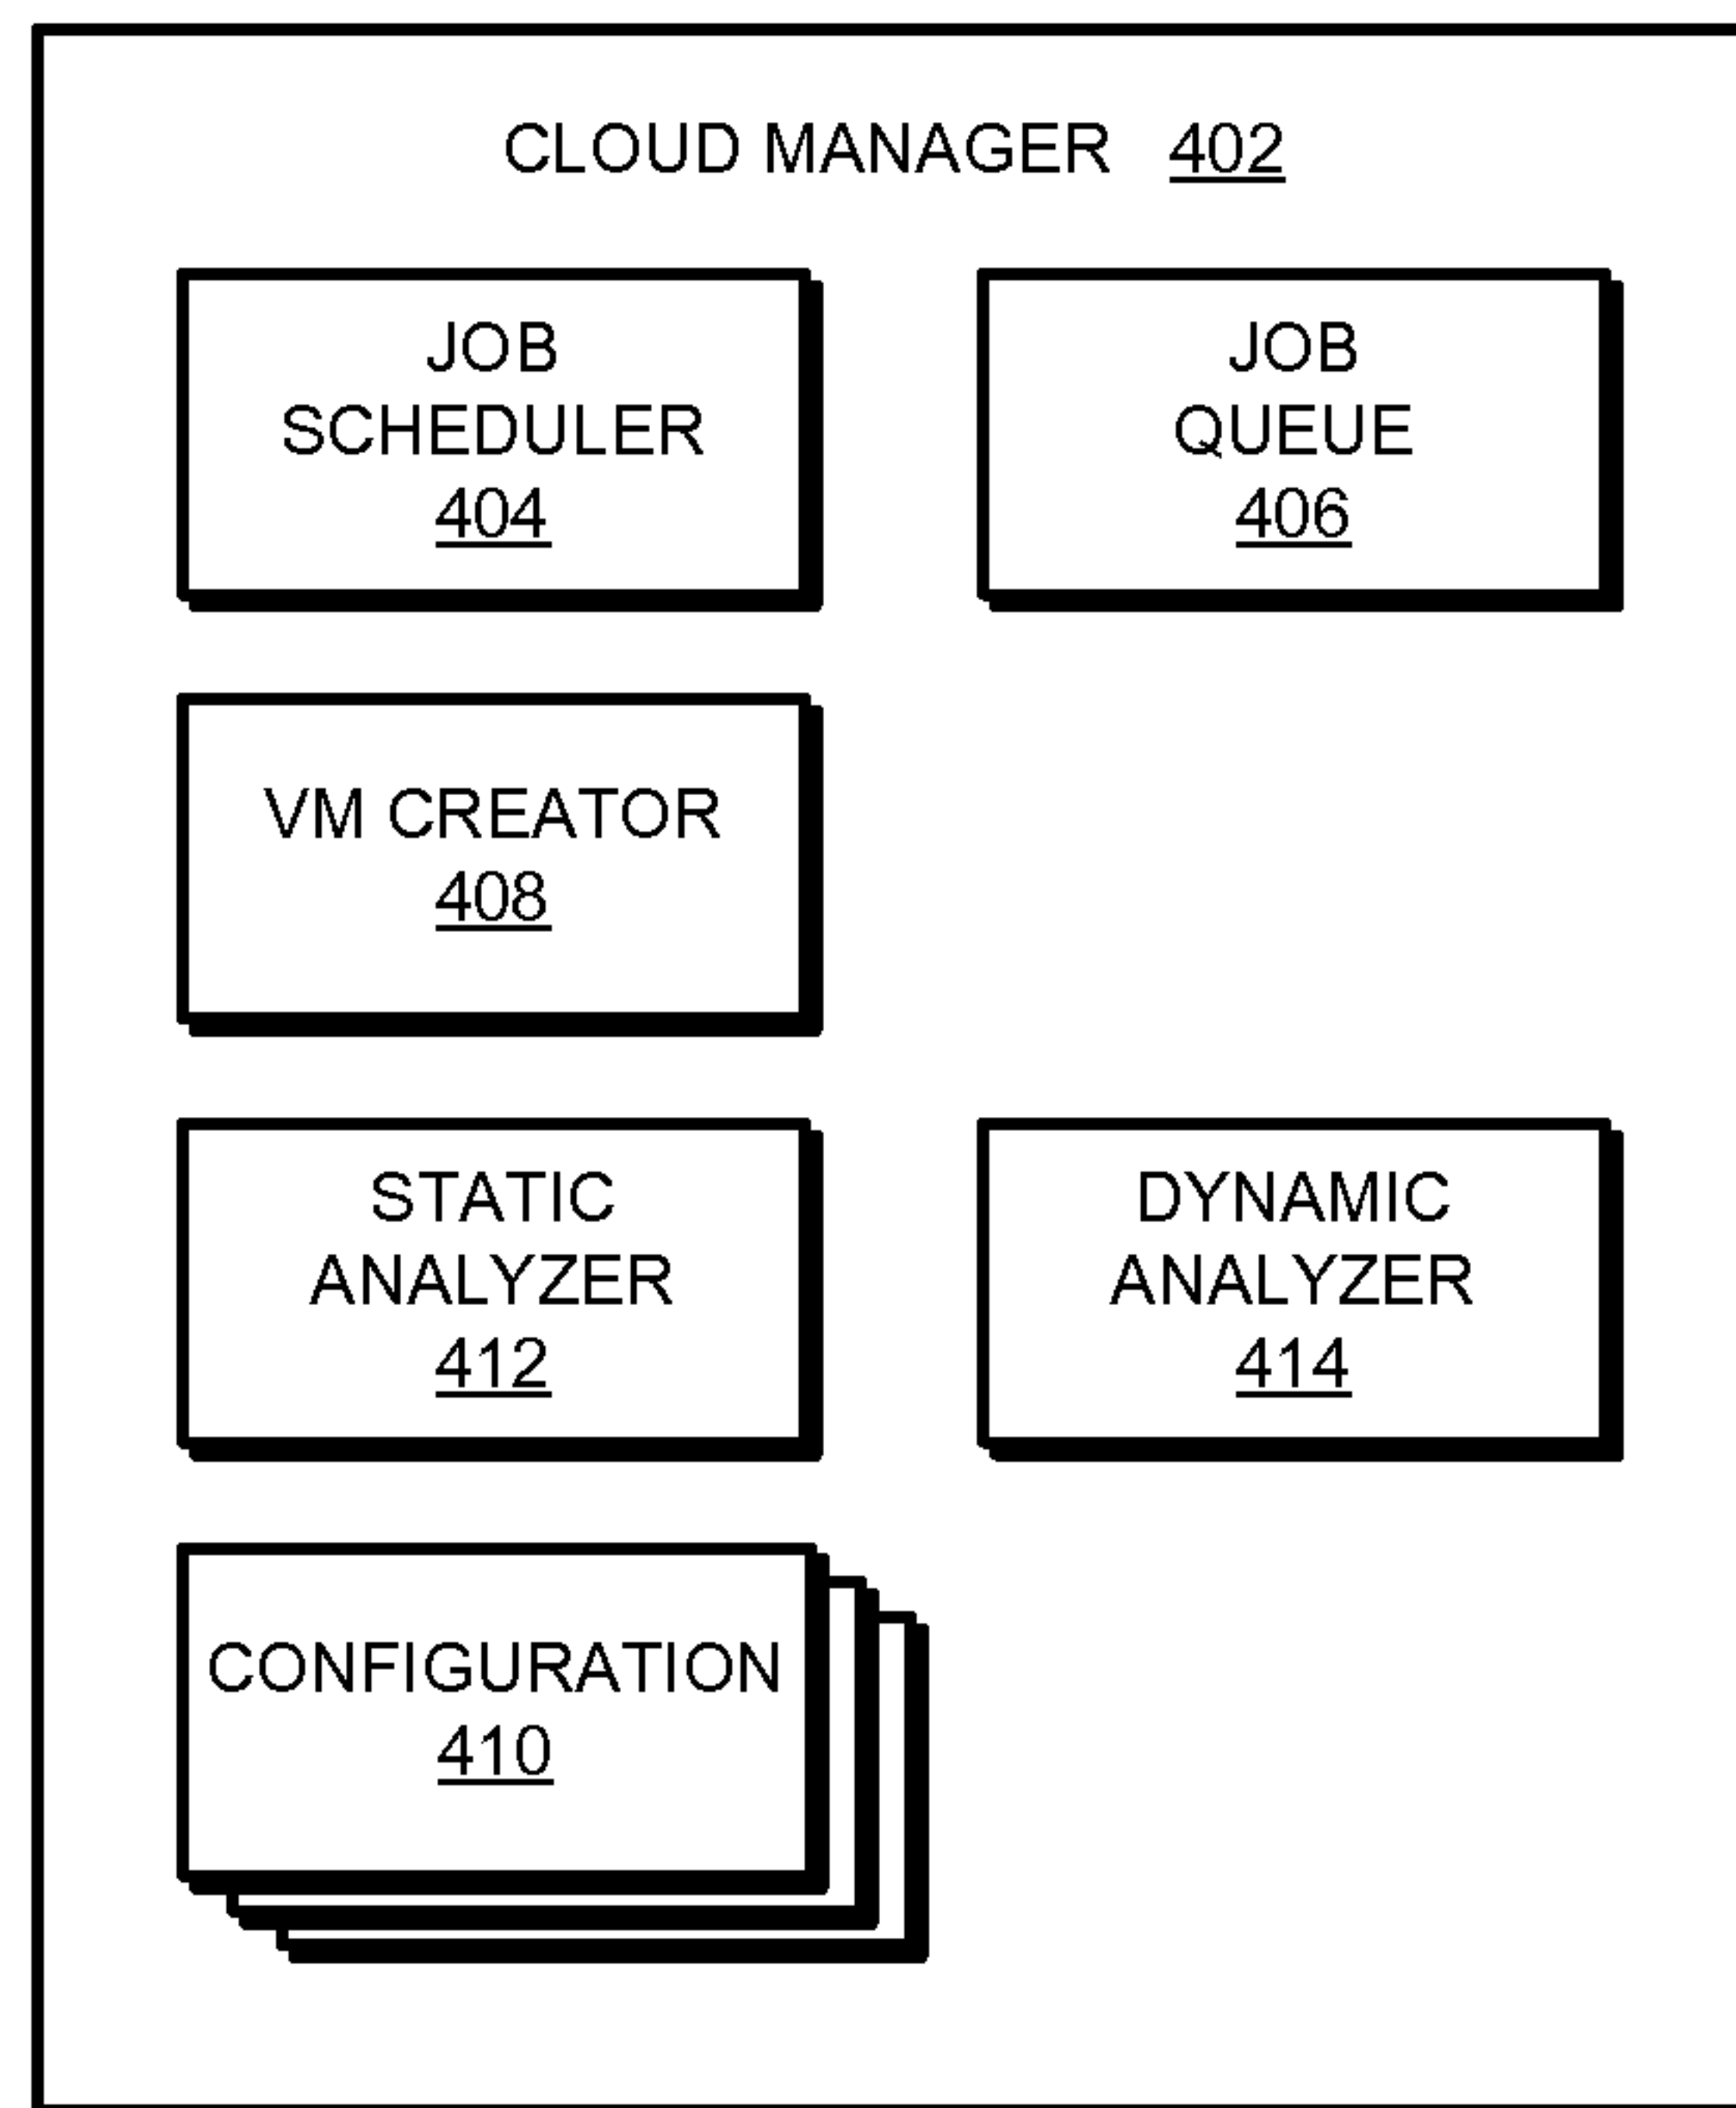 CLOUD MANAGER 402
JOB
SCHEDULER
404
JOB
QUEUE
406
VM CREATOR
408
STATIC
ANALYZER
412
DYNAMIC
ANALYZER
414
CONFIGURATION
410